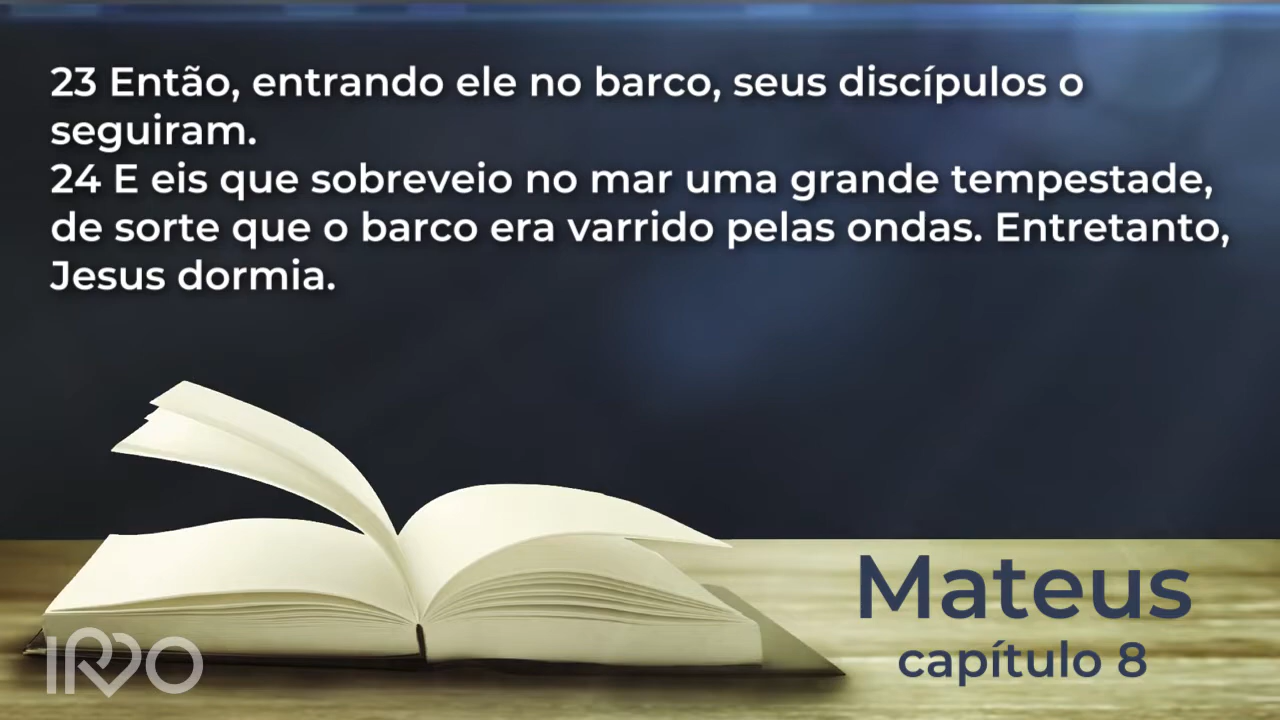 23 Então, entrando ele no barco, seus discípulos o
seguiram.
24 E eis que sobreveio no mar uma grande tempestade,
de sorte que o barco era varrido pelas ondas. Entretanto,
Jesus dormia.
Mateus
capítulo 8